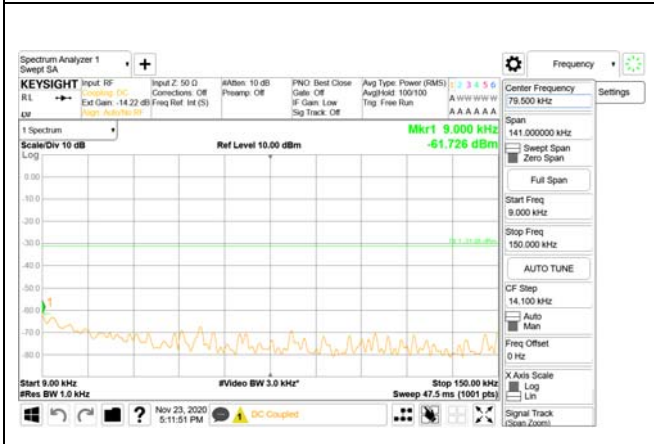 Spectrum Analyzer 1
Swept SA
+
Frequency
KEYSIGHT Input: RF Input Z: 50 Ω #Atten: 10 dB PNO: Best Close Avg Type: Power (RMS) 1 2 3 4 5 6
RL Coupling: DC Corrections: Off Preamp: Off Gate: Off Avg|Hold: 100/100 A W W W W W
Ext Gain: -14.22 dB Freq Ref: Int (S) IF Gain: Low Trig: Free Run
Align: Auto/No RF Sig Track: Off A A A A A A
1 Spectrum
Scale/Div 10 dB Ref Level 10.00 dBm Mkr1 9.000 kHz
-61.726 dBm
Log
0.00
-10.0
-20.0
-30.0
-40.0
-50.0
-60.0
-70.0
-80.0
1
Start 9.00 kHz #Video BW 3.0 kHz* Stop 150.00 kHz
#Res BW 1.0 kHz Sweep 47.5 ms (1001 pts)
Nov 23, 2020
5:11:51 PM
DC Coupled
Center Frequency
79.500 kHz
Settings
Span
141.000000 kHz
Swept Span
Zero Span
Full Span
Start Freq
9.000 kHz
Stop Freq
150.000 kHz
AUTO TUNE
CF Step
14.100 kHz
Auto
Man
Freq Offset
0 Hz
X Axis Scale
Log
Lin
Signal Track
(Span Zoom)